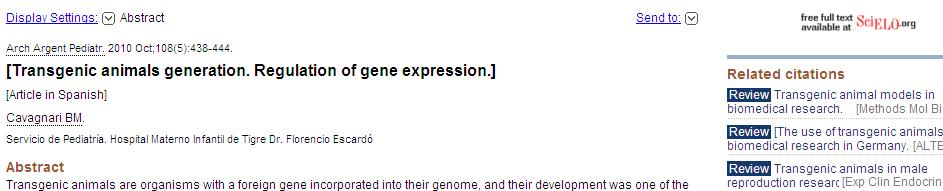 Display Settings: Abstract
Send to:
Arch Argent Pediatr. 2010 Oct;108(5):438-444.
[Transgenic animals generation. Regulation of gene expression.]
[Article in Spanish]
Cavagnari BM.
Servicio de Pediatría. Hospital Materno Infantil de Tigre Dr. Florencio Escardó
Abstract
Transgenic animals are organisms with a foreign gene incorporated into their genome, and their development was one of the
free full text
available at SciELO.org
Related citations
Review Transgenic animal models in
biomedical research. [Methods Mol Bi
Review [The use of transgenic animals
biomedical research in Germany. [ALTE
Review Transgenic animals in male
reproduction researc [Exp Clin Endocrin